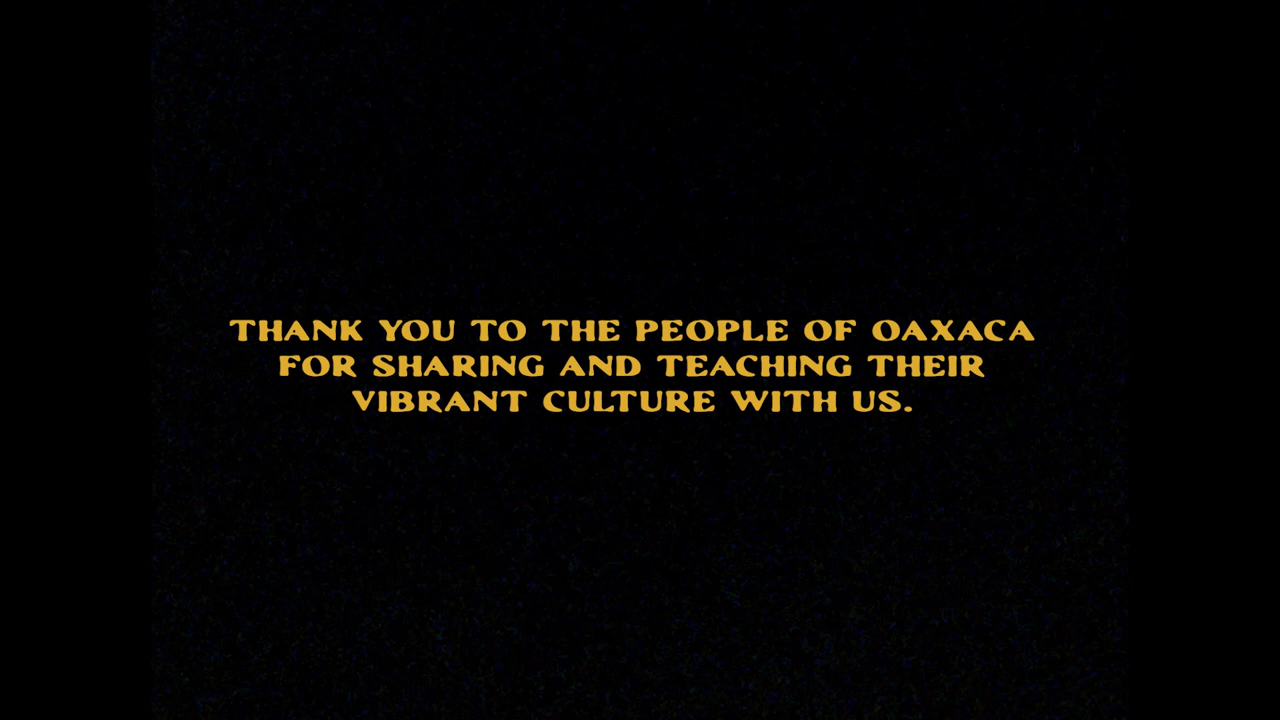 THANK YOU TO THE PEOPLE OF OAXACA
FOR SHARING AND TEACHING THEIR
VIBRANT CULTURE WITH US.